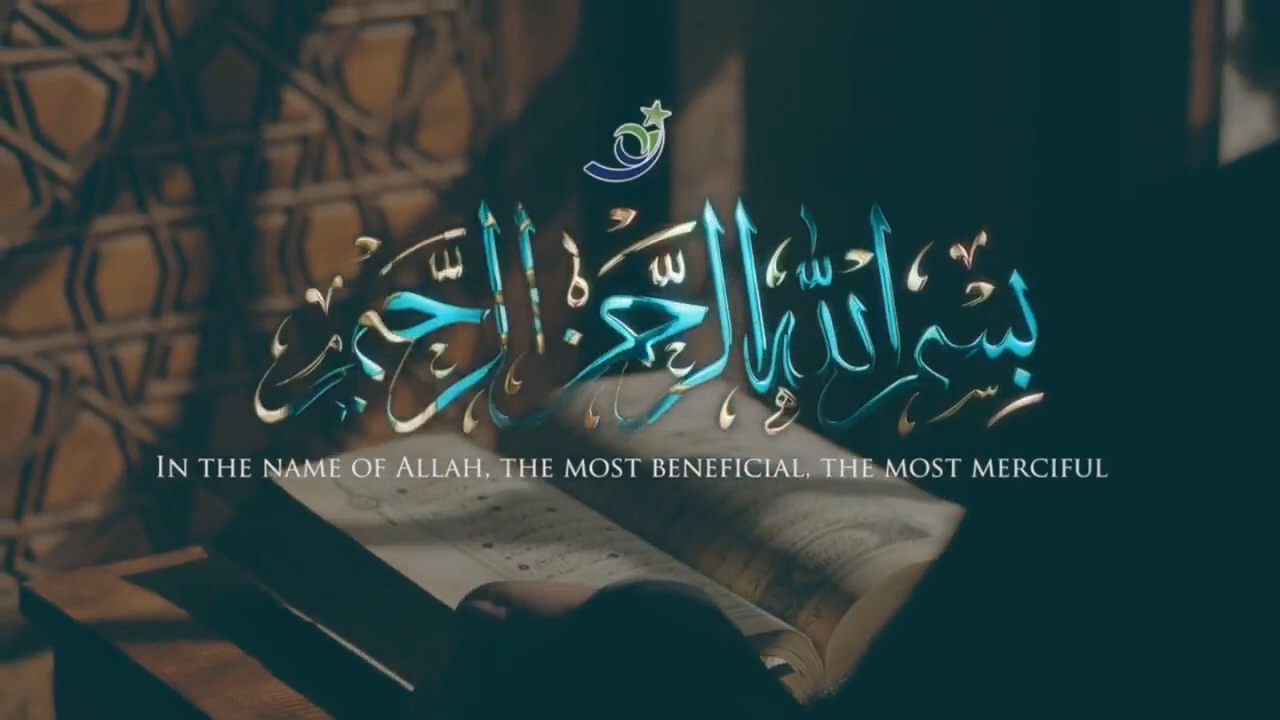 بسم الله الرحمن الرحيم
In the name of Allah, the most beneficial, the most merciful